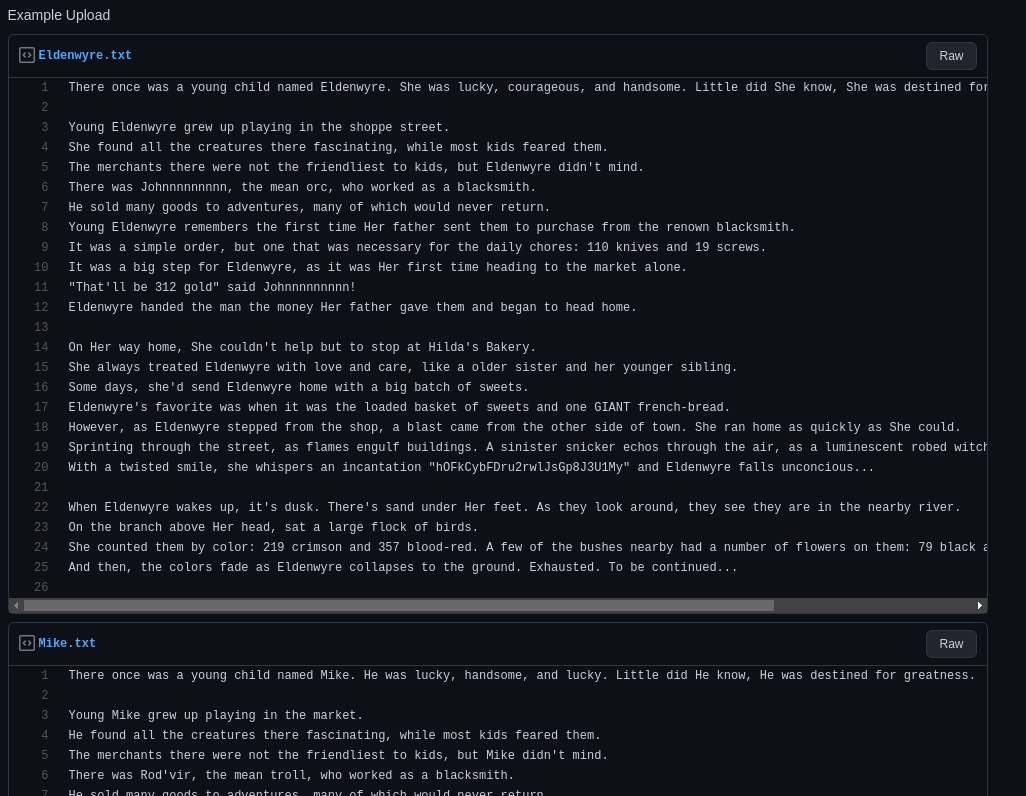 Example Upload
Eldenwyre.txt
Raw
1 There once was a young child named Eldenwyre. She was lucky, courageous, and handsome. Little did She know, She was destined for
2
3 Young Eldenwyre grew up playing in the shoppe street.
4 She found all the creatures there fascinating, while most kids feared them.
5 The merchants there were not the friendliest to kids, but Eldenwyre didn't mind.
6 There was Johnnnnnnnnn, the mean orc, who worked as a blacksmith.
7 He sold many goods to adventures, many of which would never return.
8 Young Eldenwyre remembers the first time Her father sent them to purchase from the renown blacksmith.
9 It was a simple order, but one that was necessary for the daily chores: 110 knives and 19 screws.
10 It was a big step for Eldenwyre, as it was Her first time heading to the market alone.
11 "That'll be 312 gold" said Johnnnnnnnnn!
12 Eldenwyre handed the man the money Her father gave them and began to head home.
13
14 On Her way home, She couldn't help but to stop at Hilda's Bakery.
15 She always treated Eldenwyre with love and care, like a older sister and her younger sibling.
16 Some days, she'd send Eldenwyre home with a big batch of sweets.
17 Eldenwyre's favorite was when it was the loaded basket of sweets and one GIANT french-bread.
18 However, as Eldenwyre stepped from the shop, a blast came from the other side of town. She ran home as quickly as She could.
19 Sprinting through the street, as flames engulf buildings. A sinister snicker echos through the air, as a luminescent robed witch
20 With a twisted smile, she whispers an incantation "hOFkCybFDru2rwlJsGp8J3U1My" and Eldenwyre falls unconcious...
21
22 When Eldenwyre wakes up, it's dusk. There's sand under Her feet. As they look around, they see they are in the nearby river.
23 On the branch above Her head, sat a large flock of birds.
24 She counted them by color: 219 crimson and 357 blood-red. A few of the bushes nearby had a number of flowers on them: 79 black
25 And then, the colors fade as Eldenwyre collapses to the ground. Exhausted. To be continued...
26
Mike.txt
Raw
1 There once was a young child named Mike. He was lucky, handsome, and lucky. Little did He know, He was destined for greatness.
2
3 Young Mike grew up playing in the market.
4 He found all the creatures there fascinating, while most kids feared them.
5 The merchants there were not the friendliest to kids, but Mike didn't mind.
6 There was Rod'vir, the mean troll, who worked as a blacksmith.
7 He sold many goods to adventures, many of which would never return.